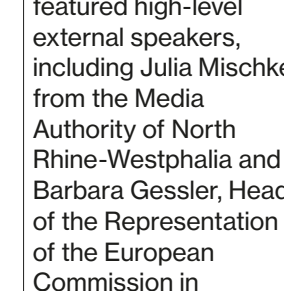 featured high-level
external speakers,
including Julia Mischke
from the Media
Authority of North
Rhine-Westphalia and
Barbara Gessler, Head
of the Representation
of the European
Commission in